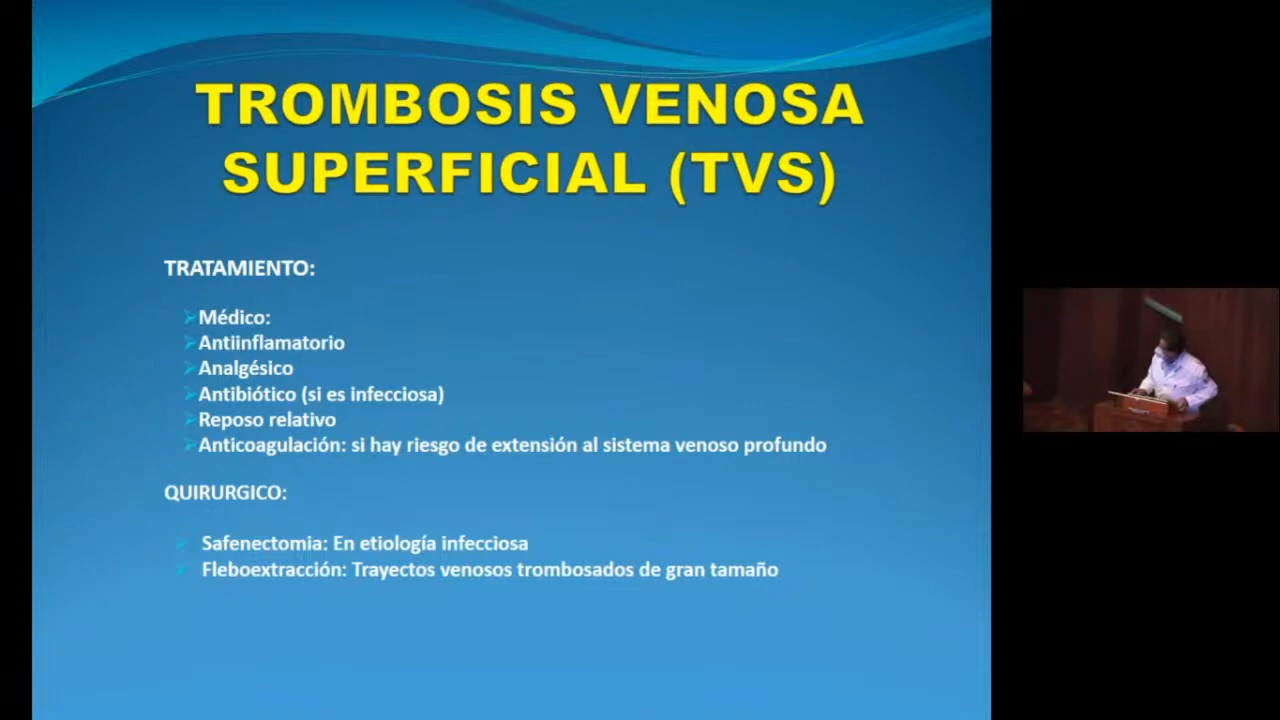 TROMBOSIS VENOSA
SUPERFICIAL (TVS)
TRATAMIENTO:
Médico:
Antiinflamatorio
Analgésico
Antibiótico (si es infecciosa)
Reposo relativo
Anticoagulación: si hay riesgo de extensión al sistema venoso profundo
QUIRURGICO:
Safenectomia: En etiología infecciosa
Fleboextracción: Trayectos venosos trombosados de gran tamaño